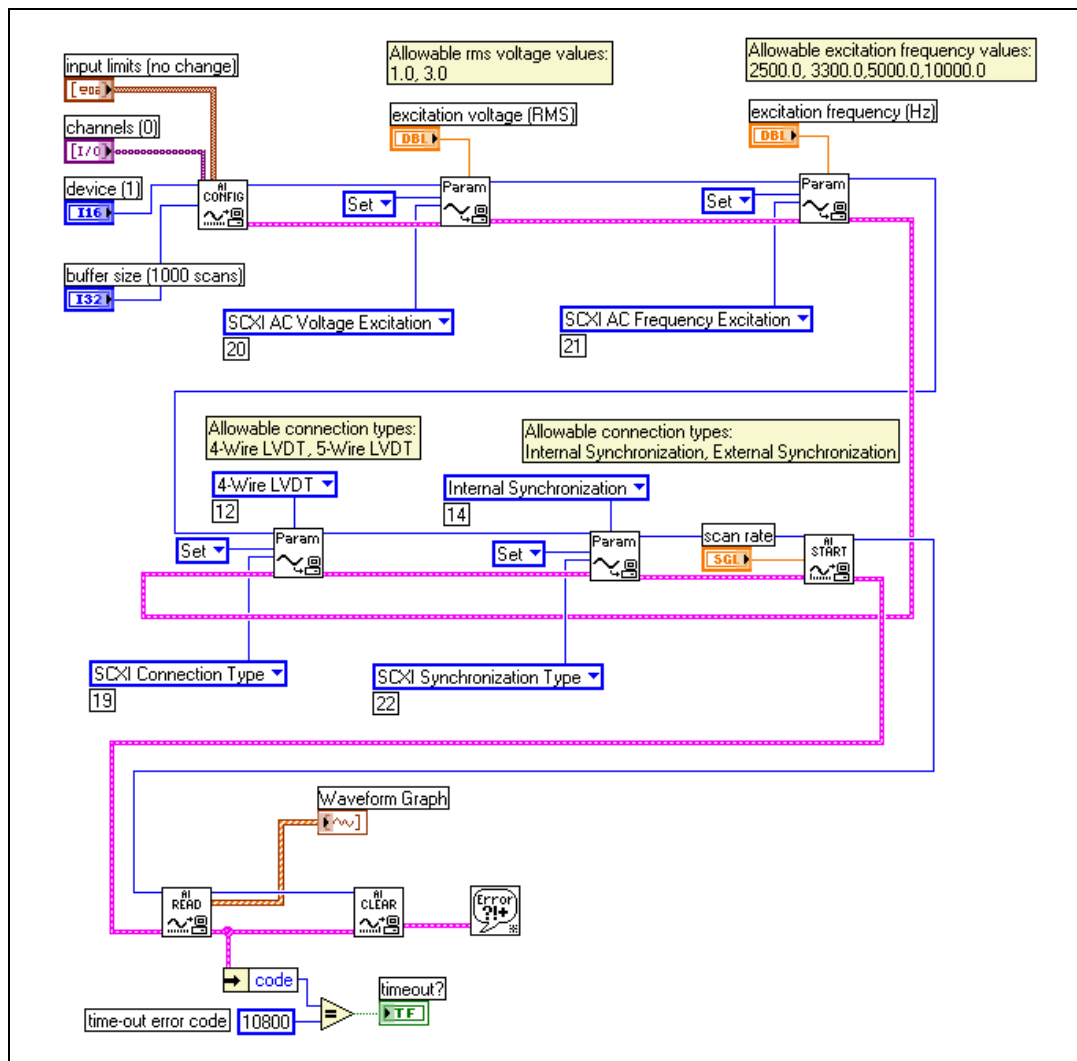 Allowable rms voltage values:
1.0, 3.0
Allowable excitation frequency values:
2500.0, 3300.0,5000.0,10000.0
input limits (no change)
excitation voltage (RMS)
DBL
excitation frequency (Hz)
DBL
channels (0)
[I/O
device (1)
I16
AI
CONFIG
Set
Param
Set
Param
buffer size (1000 scans)
I32
SCXI AC Voltage Excitation
20
SCXI AC Frequency Excitation
21
Allowable connection types:
4-Wire LVDT, 5-Wire LVDT
Allowable connection types:
Internal Synchronization, External Synchronization
4-Wire LVDT
12
Internal Synchronization
14
Set
Param
Set
Param
scan rate
SGL
AI
START
SCXI Connection Type
19
SCXI Synchronization Type
22
Waveform Graph
AI
READ
AI
CLEAR
Error
?!+
code
timeout?
TF
time-out error code
10800
=